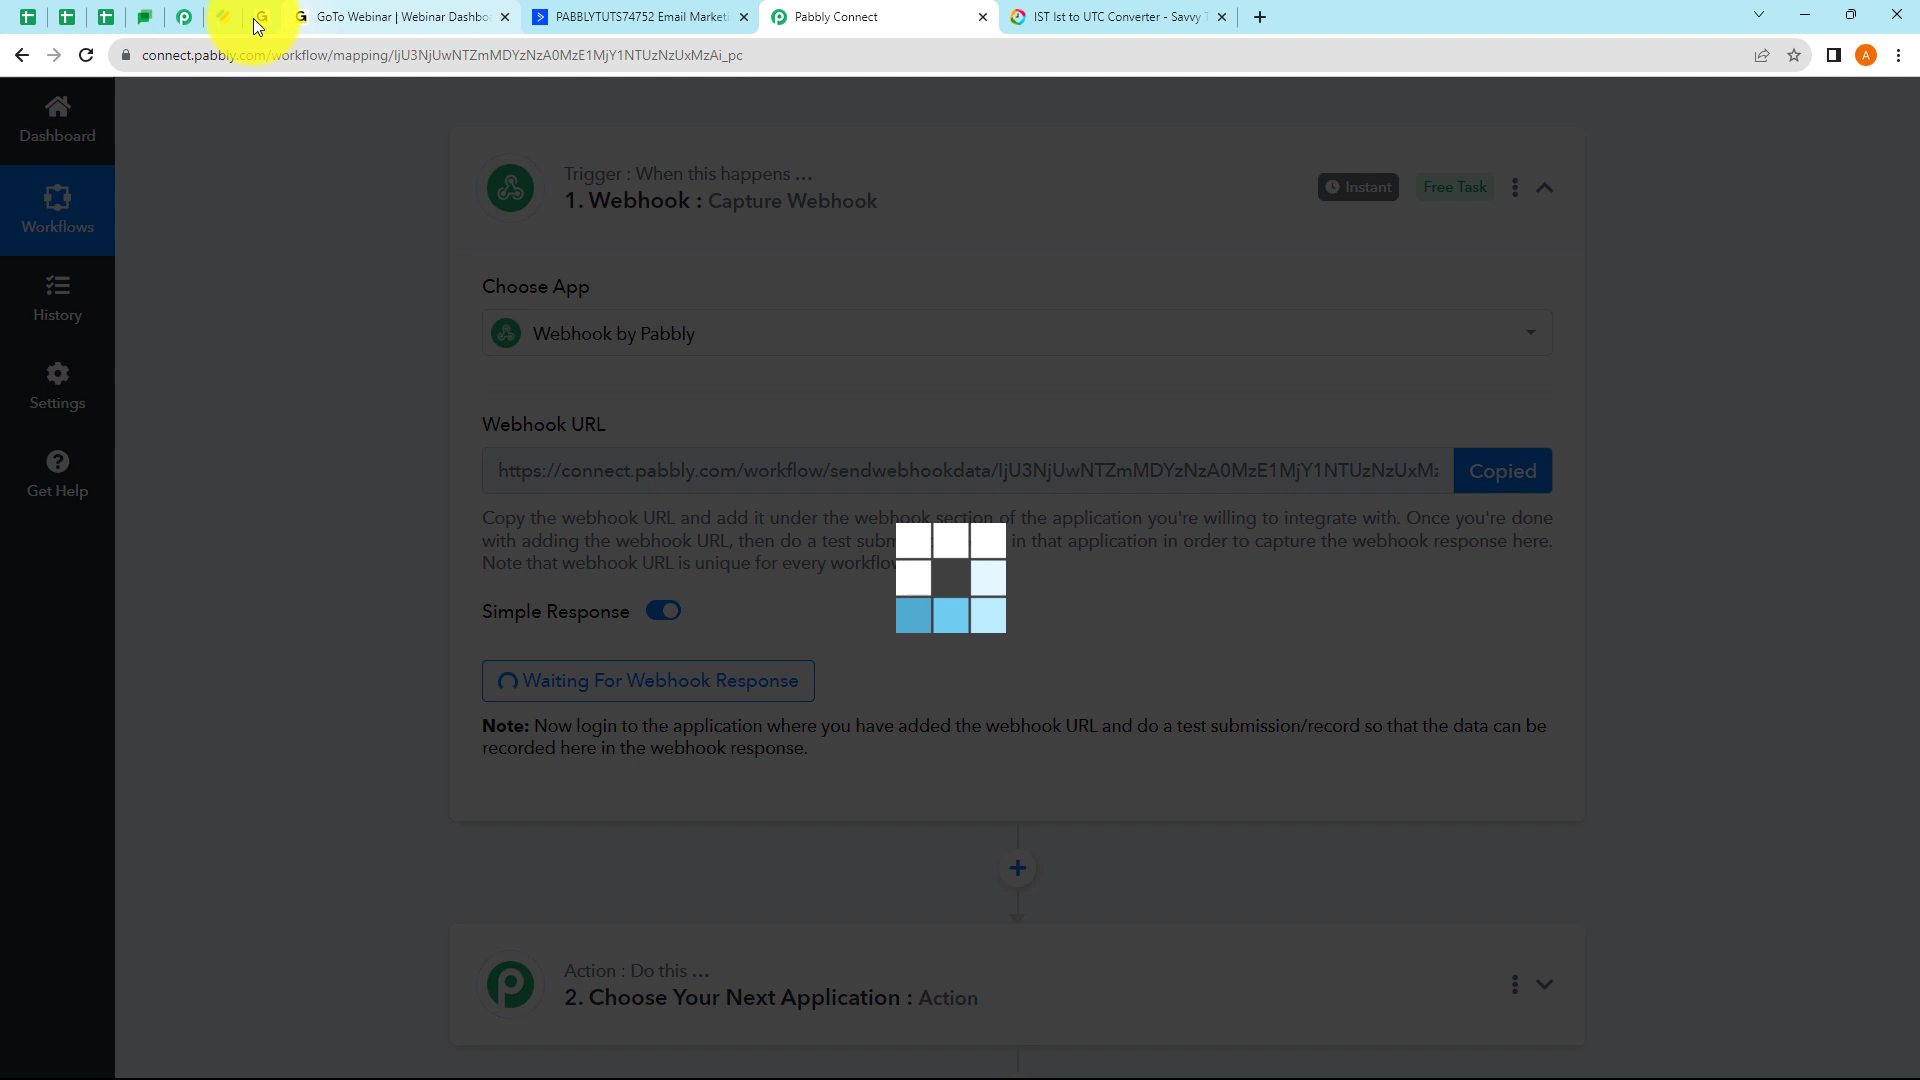 GoTo Webinar | Webinar Dashbo
PABBLYTUTS74752 Email Marketi
Pabbly Connect
IST Ist to UTC Converter - Savvy T
connect.pabbly.com/workflow/mapping/IjU3NjUwNTZmMDYzNzA0MzE1MjY1NTUzNzUxMzAi_pc
A
Dashboard
Workflows
History
Settings
Get Help
Trigger : When this happens ...
1. Webhook : Capture Webhook
Instant
Free Task
Choose App
Webhook by Pabbly
Webhook URL
https://connect.pabbly.com/workflow/sendwebhookdata/IjU3NjUwNTZmMDYzNzA0MzE1MjY1NTUzNzUxM
Copied
Copy the webhook URL and add it under the webhook section of the application you're willing to integrate with. Once you're done
with adding the webhook URL, then do a test subm in that application in order to capture the webhook response here.
Note that webhook URL is unique for every workflow
Simple Response
Waiting For Webhook Response
Note: Now login to the application where you have added the webhook URL and do a test submission/record so that the data can be
recorded here in the webhook response.
Action : Do this ...
2. Choose Your Next Application : Action